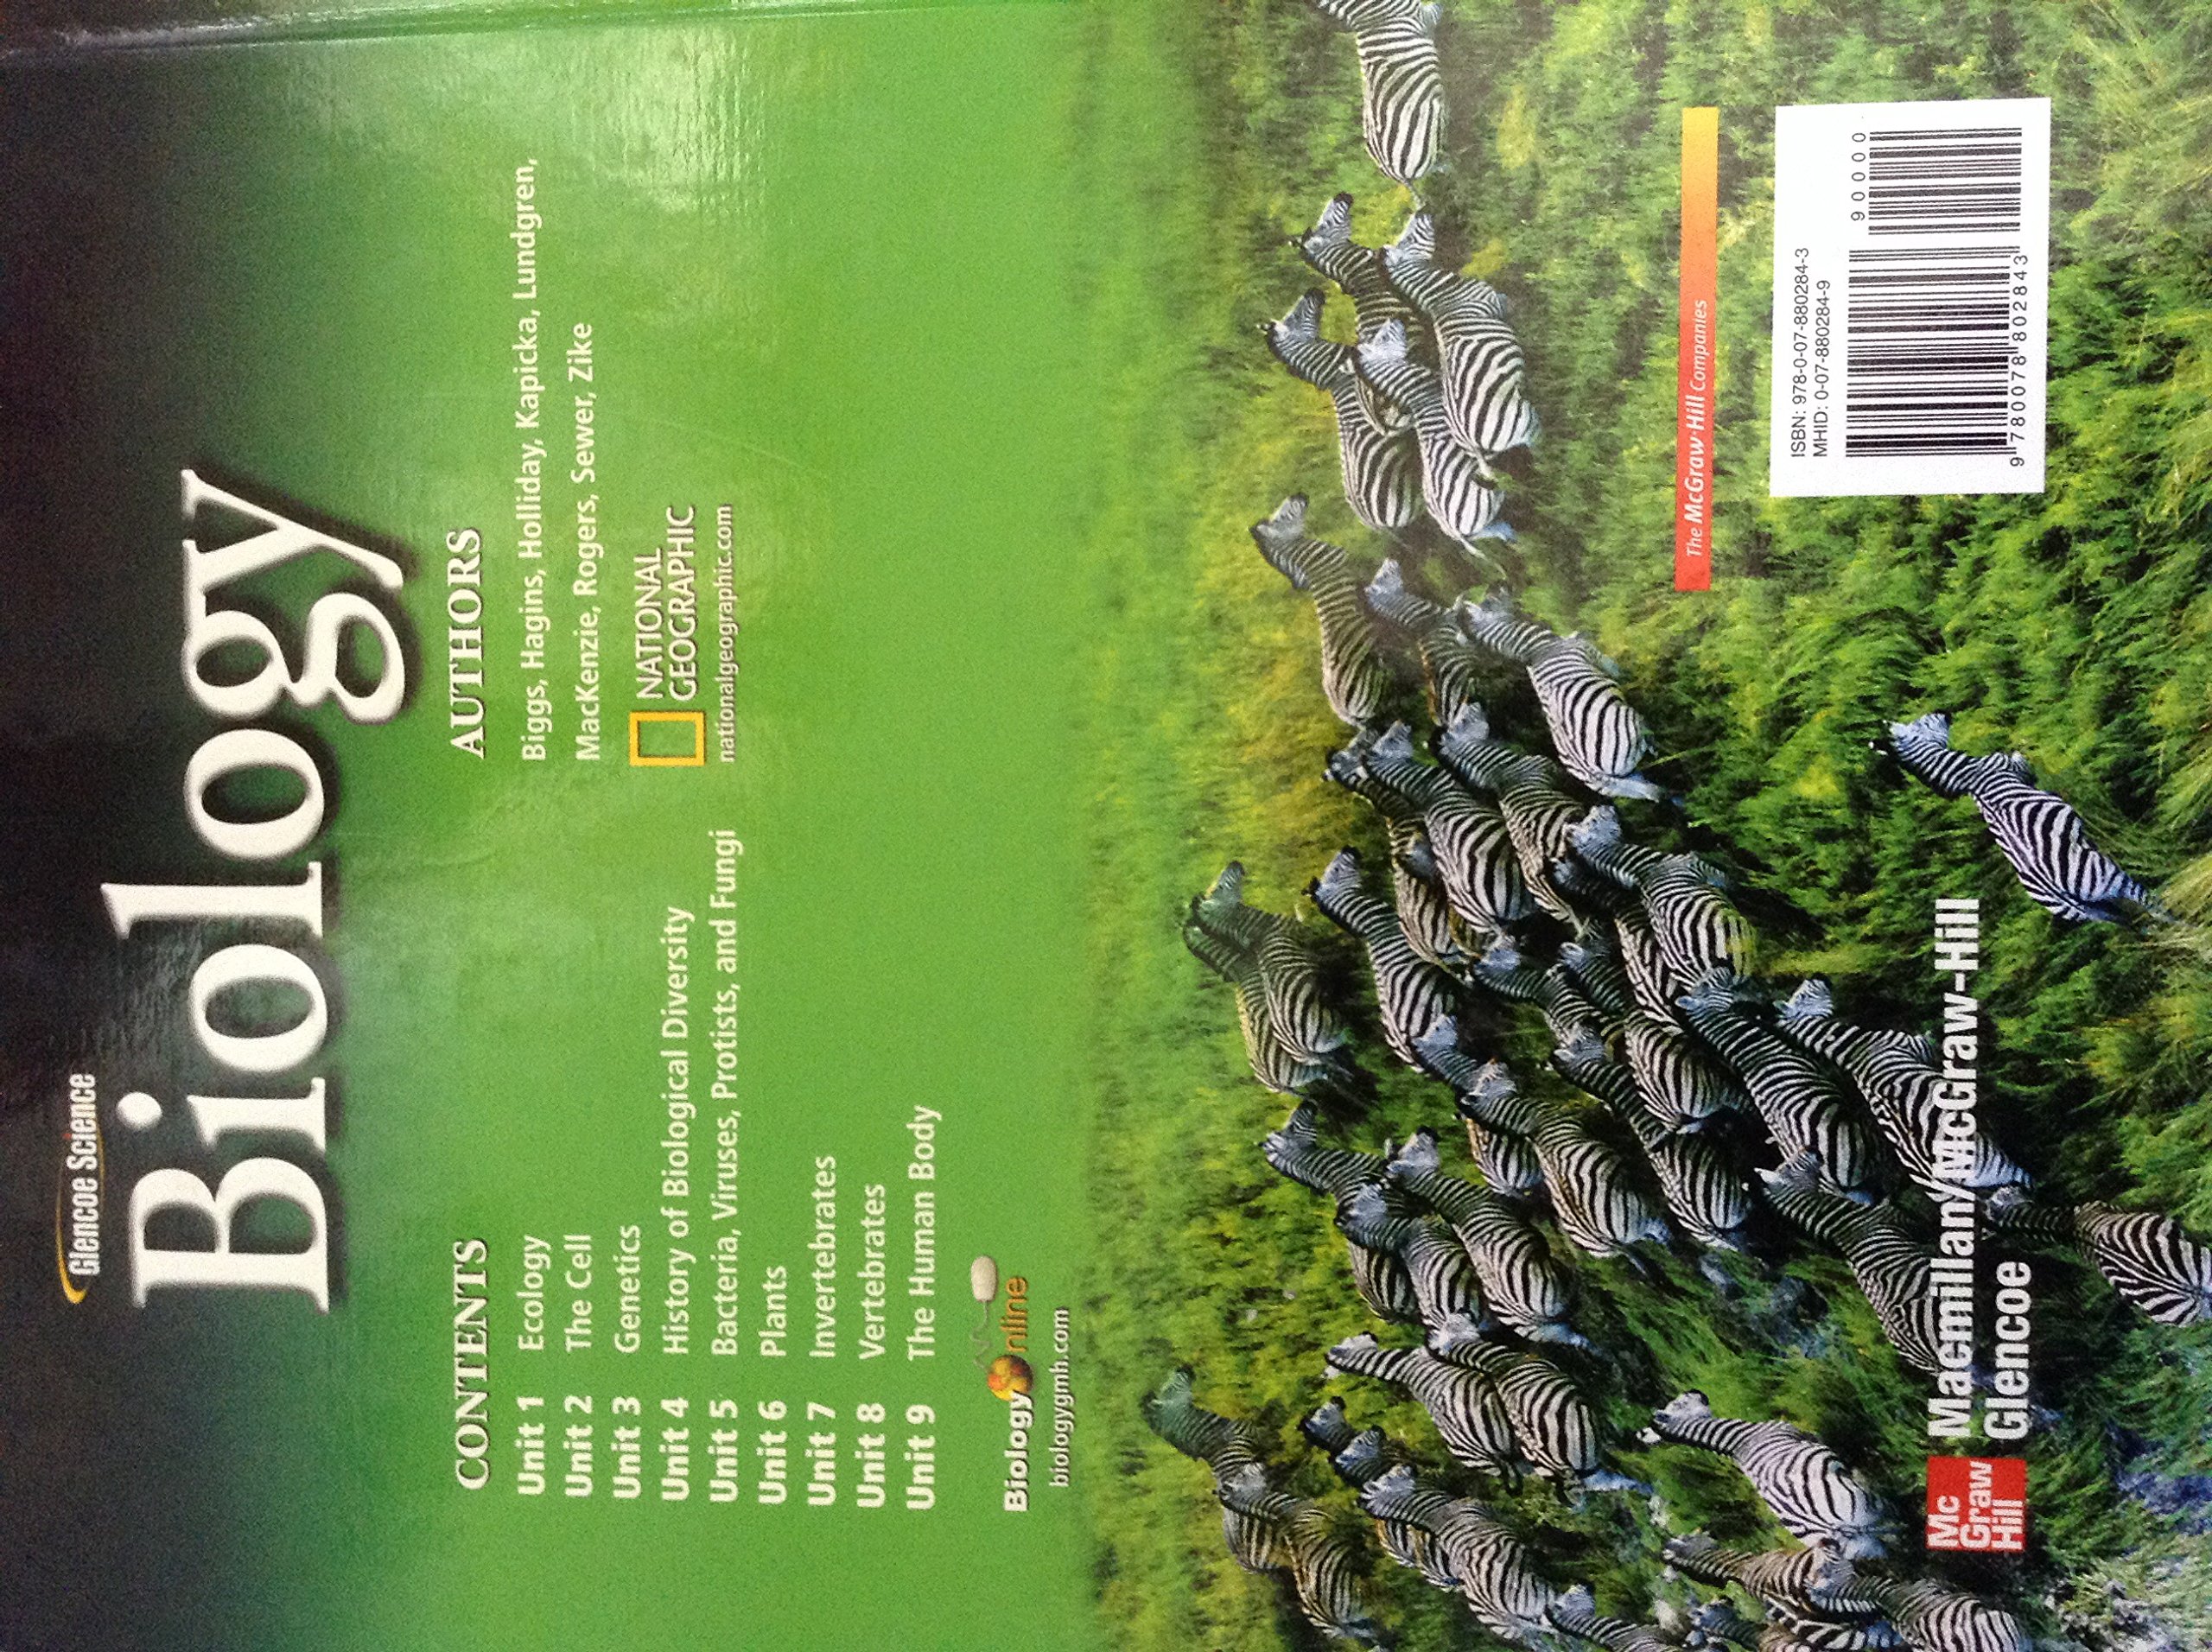 Glencoe Science
Biology
CONTENTS
Unit 1 Ecology
Unit 2 The Cell
Unit 3 Genetics
Unit 4 History of Biological Diversity
Unit 5 Bacteria, Viruses, Protists, and Fungi
Unit 6 Plants
Unit 7 Invertebrates
Unit 8 Vertebrates
Unit 9 The Human Body
AUTHORS
Biggs, Hagins, Holliday, Kapicka, Lundgren,
MacKenzie, Rogers, Sewer, Zike
NATIONAL
GEOGRAPHIC
nationalgeographic.com
Biology Online
biologygmh.com
The McGraw·Hill Companies
ISBN: 978-0-07-880284-3
MHID: 0-07-880284-9
90000
9 780078 802843
Mc
Graw
Hill
Macmillan/McGraw-Hill
Glencoe